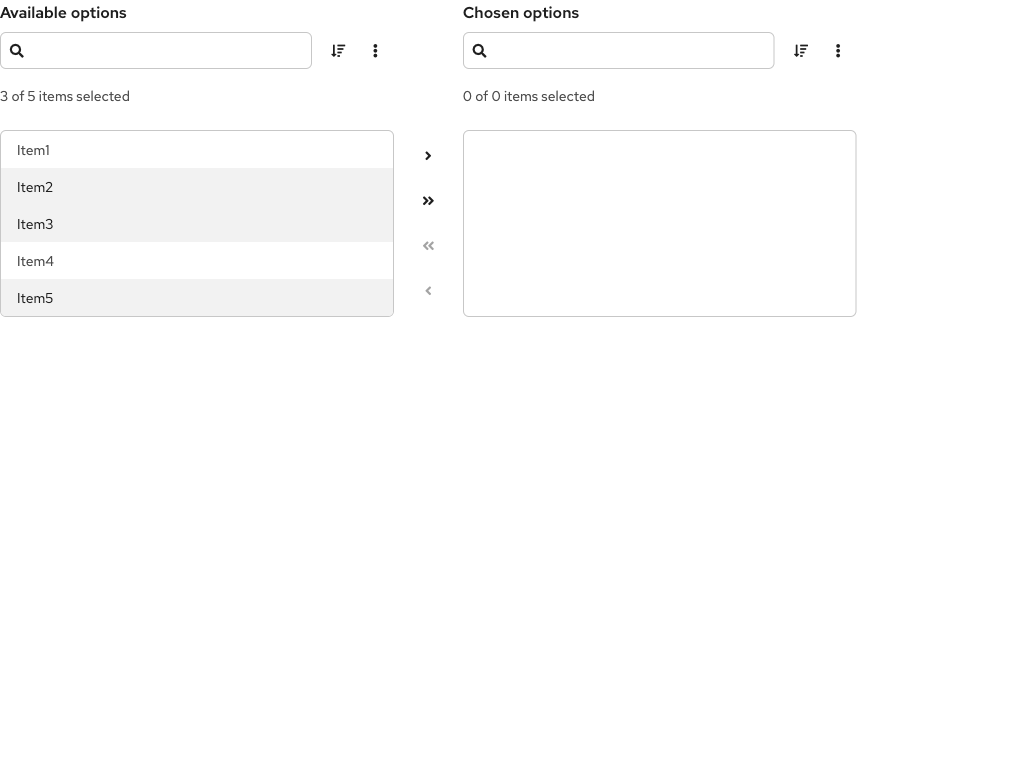 Available options
3 of 5 items selected
Item1
Item2
Item3
Item4
Item5
Chosen options
0 of 0 items selected